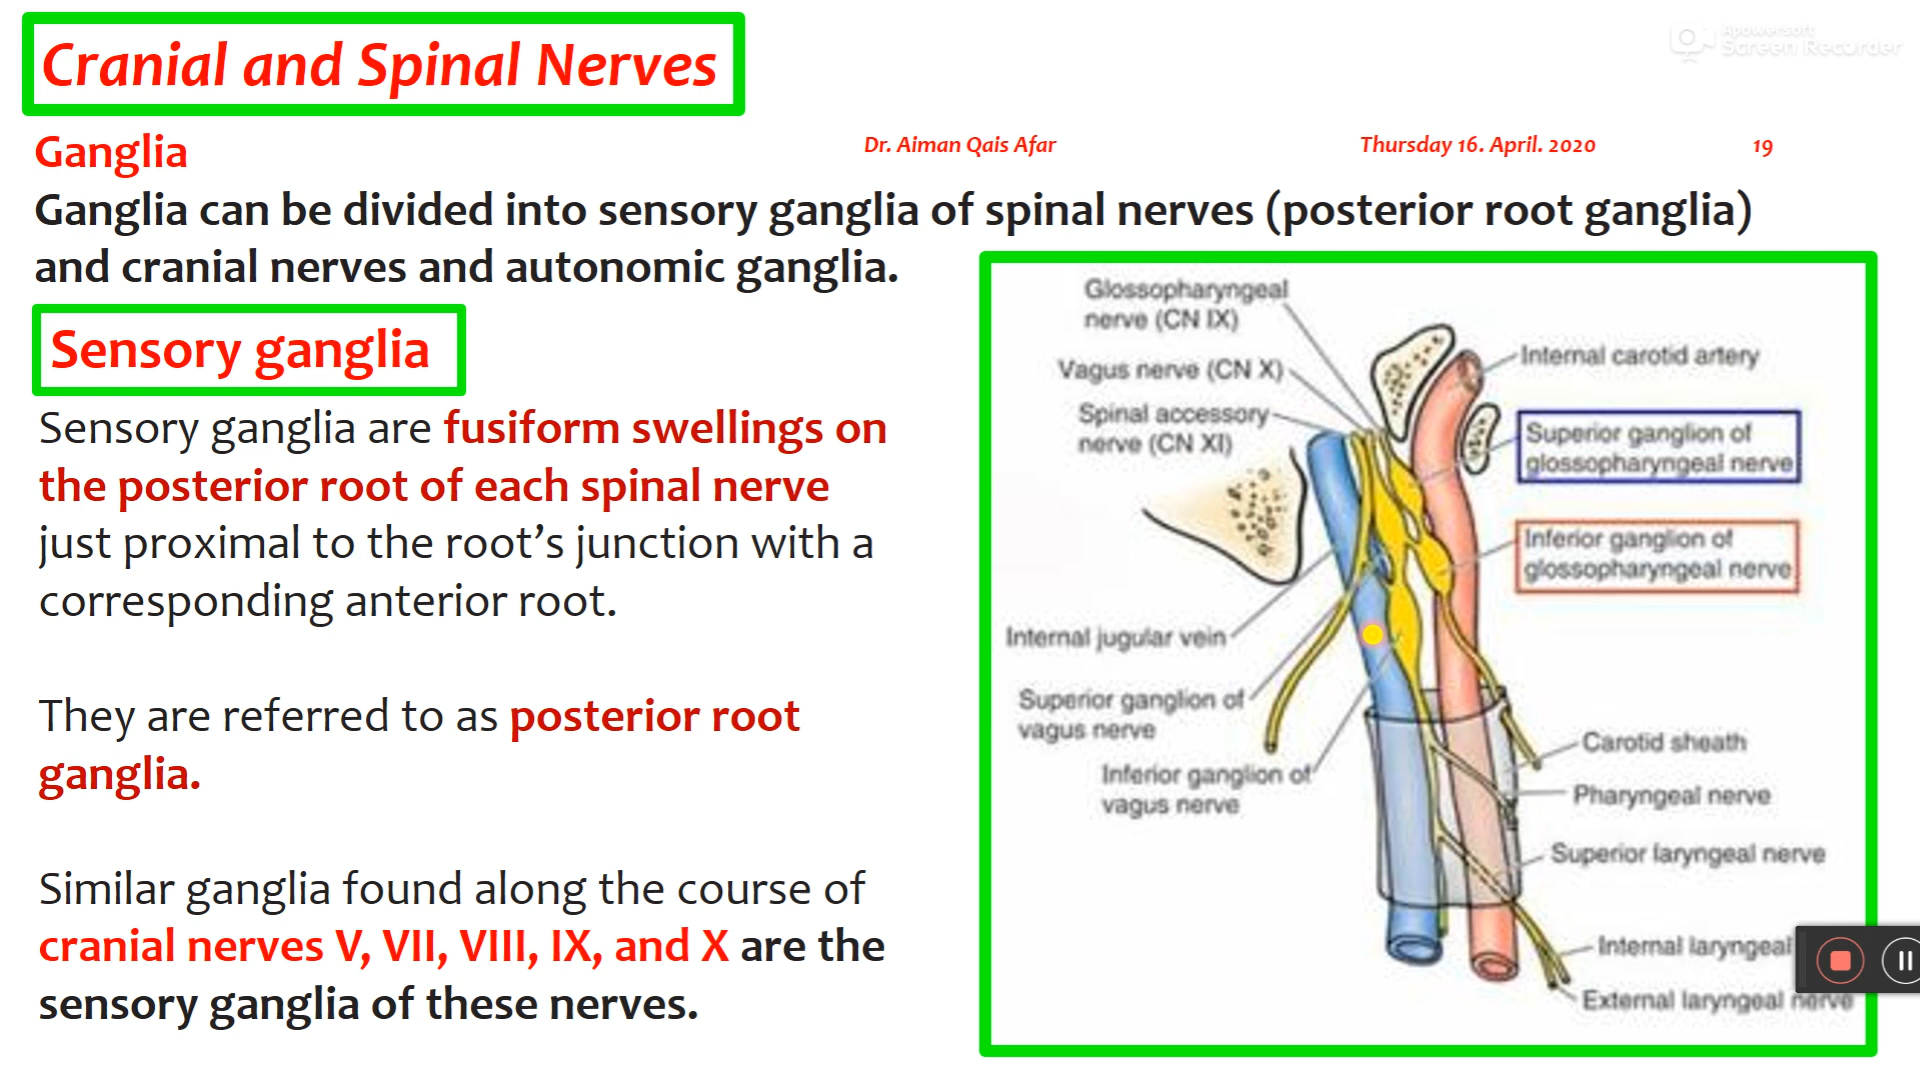 Cranial and Spinal Nerves
Apowersoft
Screen Recorder
Ganglia
Dr. Aiman Qais Afar
Thursday 16. April. 2020
19
Ganglia can be divided into sensory ganglia of spinal nerves (posterior root ganglia)
and cranial nerves and autonomic ganglia.
Sensory ganglia
Sensory ganglia are fusiform swellings on
the posterior root of each spinal nerve
just proximal to the root’s junction with a
corresponding anterior root.
They are referred to as posterior root
ganglia.
Similar ganglia found along the course of
cranial nerves V, VII, VIII, IX, and X are the
sensory ganglia of these nerves.
Glossopharyngeal
nerve (CN IX)
Vagus nerve (CN X)
Spinal accessory
nerve (CN XI)
Internal jugular vein
Superior ganglion of
vagus nerve
Inferior ganglion of
vagus nerve
Internal carotid artery
Superior ganglion of
glossopharyngeal nerve
Inferior ganglion of
glossopharyngeal nerve
Carotid sheath
Pharyngeal nerve
Superior laryngeal nerve
Internal laryngeal
External laryngeal nerve